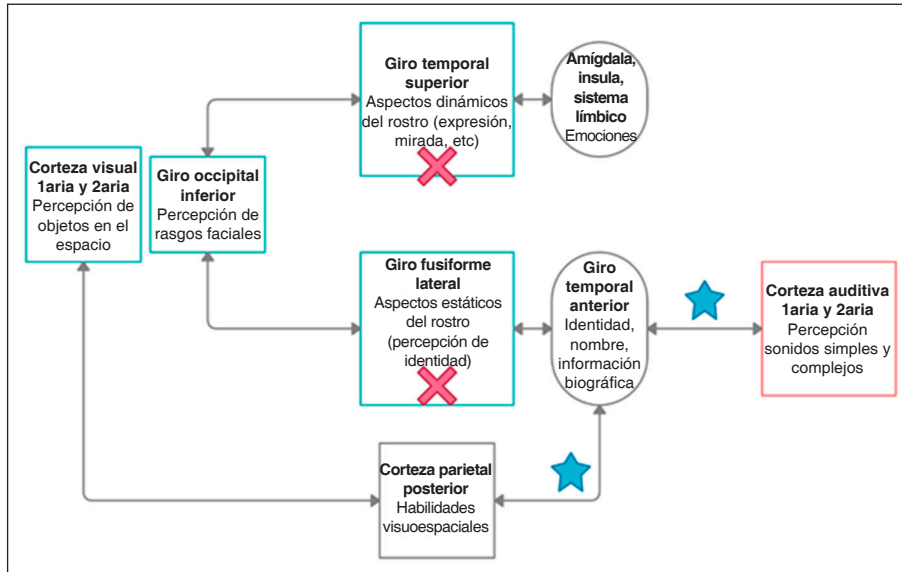 Giro temporal
superior
Aspectos dinámicos
del rostro (expresión,
mirada, etc)
Amígdala,
insula,
sistema
límbico
Emociones
Corteza visual
1aria y 2aria
Percepción de
objetos en el
espacio
Giro occipital
inferior
Percepción de
rasgos faciales
Giro fusiforme
lateral
Aspectos estáticos
del rostro
(percepción de
identidad)
Giro
temporal
anterior
Identidad,
nombre,
información
biográfica
Corteza auditiva
1aria y 2aria
Percepción
sonidos simples y
complejos
Corteza parietal
posterior
Habilidades
visuoespaciales